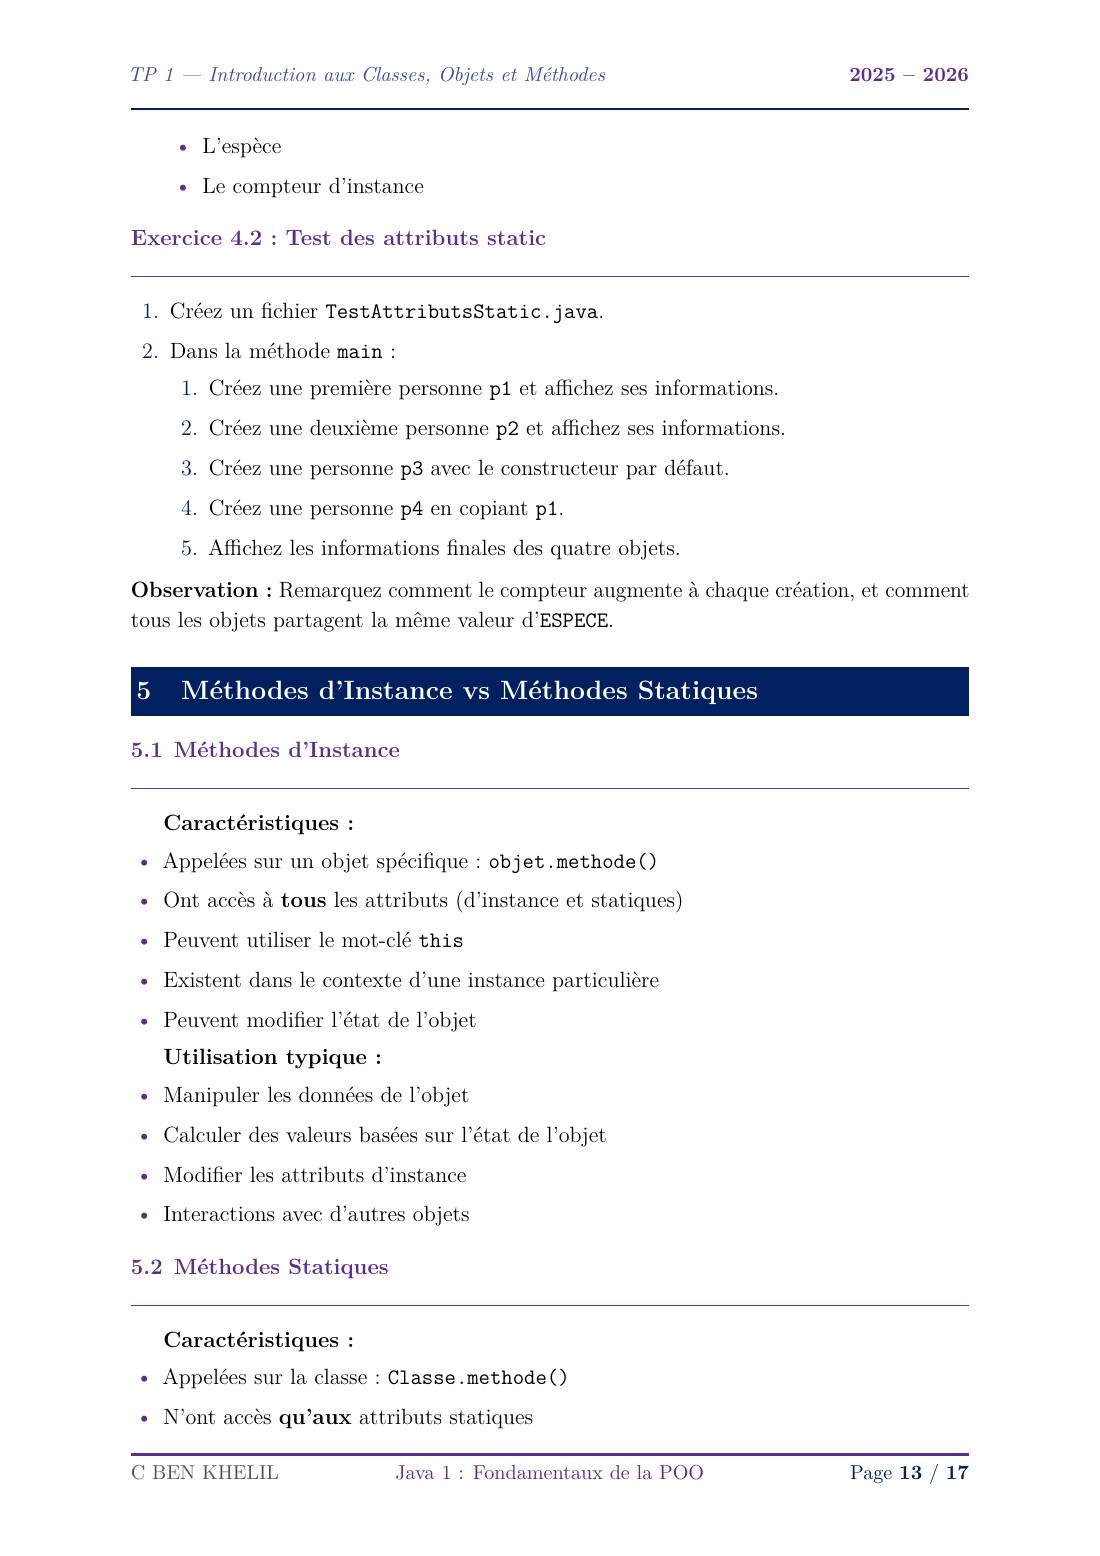 TP 1 — Introduction aux Classes, Objets et Méthodes 2025 – 2026
• L'espèce
• Le compteur d'instance
Exercice 4.2 : Test des attributs static
1. Créez un fichier TestAttributsStatic.java.
2. Dans la méthode main :
1. Créez une première personne p1 et affichez ses informations.
2. Créez une deuxième personne p2 et affichez ses informations.
3. Créez une personne p3 avec le constructeur par défaut.
4. Créez une personne p4 en copiant p1.
5. Affichez les informations finales des quatre objets.
Observation : Remarquez comment le compteur augmente à chaque création, et comment
tous les objets partagent la même valeur d'ESPECE.
5 Méthodes d'Instance vs Méthodes Statiques
5.1 Méthodes d'Instance
Caractéristiques :
• Appelées sur un objet spécifique : objet.methode()
• Ont accès à tous les attributs (d'instance et statiques)
• Peuvent utiliser le mot-clé this
• Existent dans le contexte d'une instance particulière
• Peuvent modifier l'état de l'objet
Utilisation typique :
• Manipuler les données de l'objet
• Calculer des valeurs basées sur l'état de l'objet
• Modifier les attributs d'instance
• Interactions avec d'autres objets
5.2 Méthodes Statiques
Caractéristiques :
• Appelées sur la classe : Classe.methode()
• N'ont accès qu'aux attributs statiques
C BEN KHELIL Java 1 : Fondamentaux de la POO Page 13 / 17